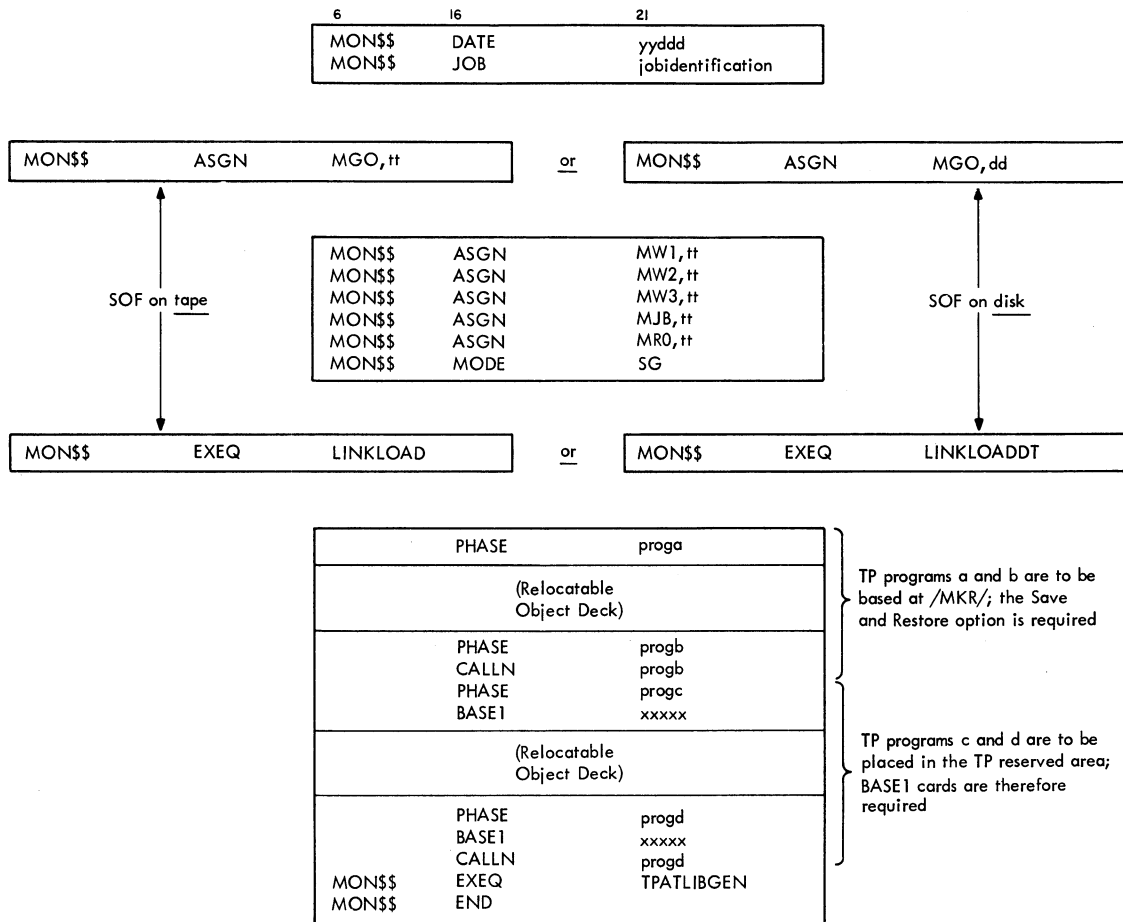 6 16 21
MON$$ DATE yyddd
MON$$ JOB jobidentification
MON$$ ASGN MGO,tt or MON$$ ASGN MGO,dd
MON$$ ASGN MW1,tt
MON$$ ASGN MW2,tt
MON$$ ASGN MW3,tt
MON$$ ASGN MJB,tt
MON$$ ASGN MR0,tt
MON$$ MODE SG
SOF on tape
SOF on disk
MON$$ EXEQ LINKLOAD or MON$$ EXEQ LINKLOADDT
PHASE proga
(Relocatable
Object Deck)
PHASE progb
CALLN progb
TP programs a and b are to be
based at /MKR/; the Save
and Restore option is required
PHASE progc
BASE1 xxxxx
(Relocatable
Object Deck)
PHASE progd
BASE1 xxxxx
CALLN progd
TP programs c and d are to be
placed in the TP reserved area;
BASE1 cards are therefore
required
MON$$ EXEQ TPATLIBGEN
MON$$ END